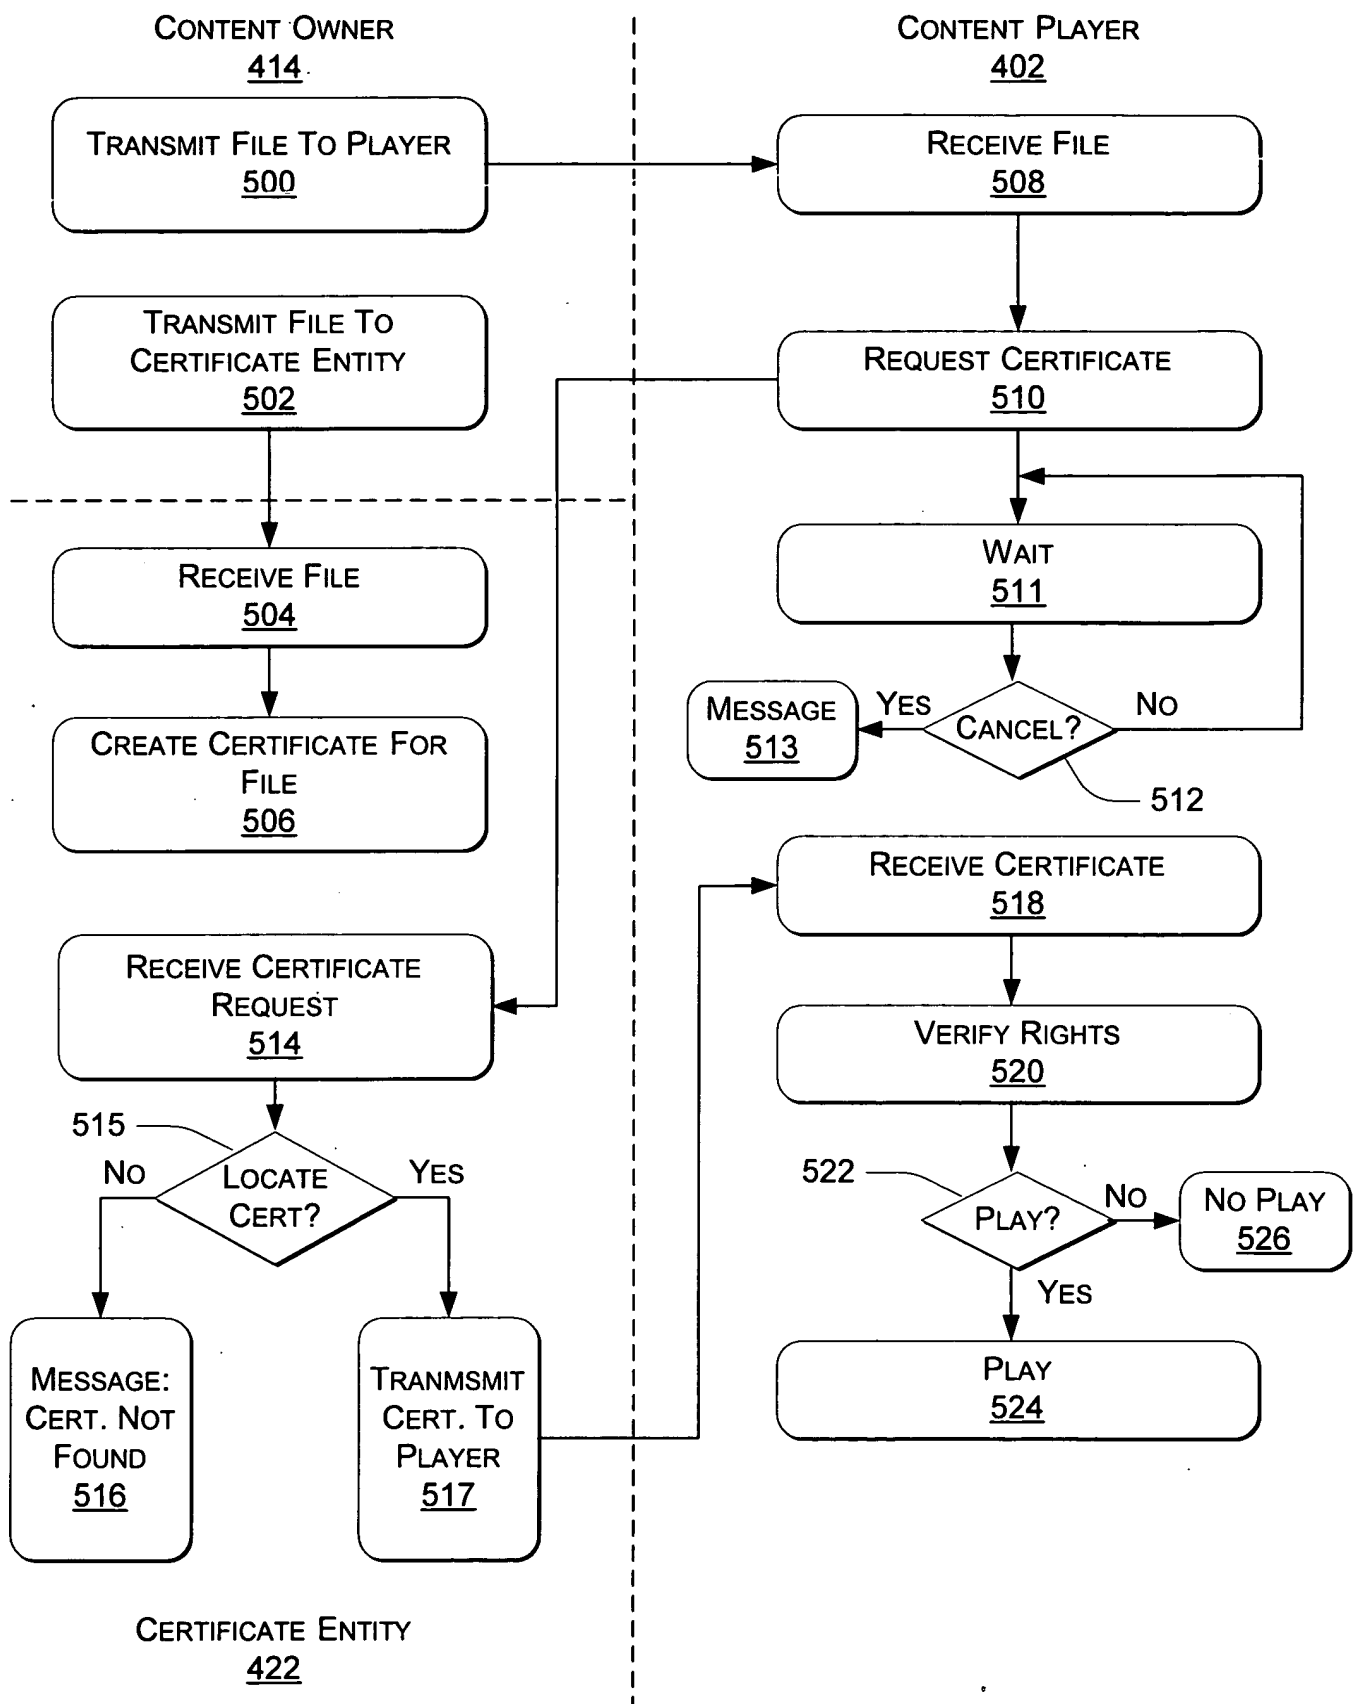 CONTENT OWNER
414
TRANSMIT FILE TO PLAYER
500
TRANSMIT FILE TO
CERTIFICATE ENTITY
502
RECEIVE FILE
504
CREATE CERTIFICATE FOR
FILE
506
RECEIVE CERTIFICATE
REQUEST
514
515
NO
LOCATE
CERT?
YES
MESSAGE:
CERT. NOT
FOUND
516
TRANMSMIT
CERT. TO
PLAYER
517
CERTIFICATE ENTITY
422
CONTENT PLAYER
402
RECEIVE FILE
508
REQUEST CERTIFICATE
510
WAIT
511
MESSAGE
513
YES
CANCEL?
NO
512
RECEIVE CERTIFICATE
518
VERIFY RIGHTS
520
522
PLAY?
NO
NO PLAY
526
YES
PLAY
524